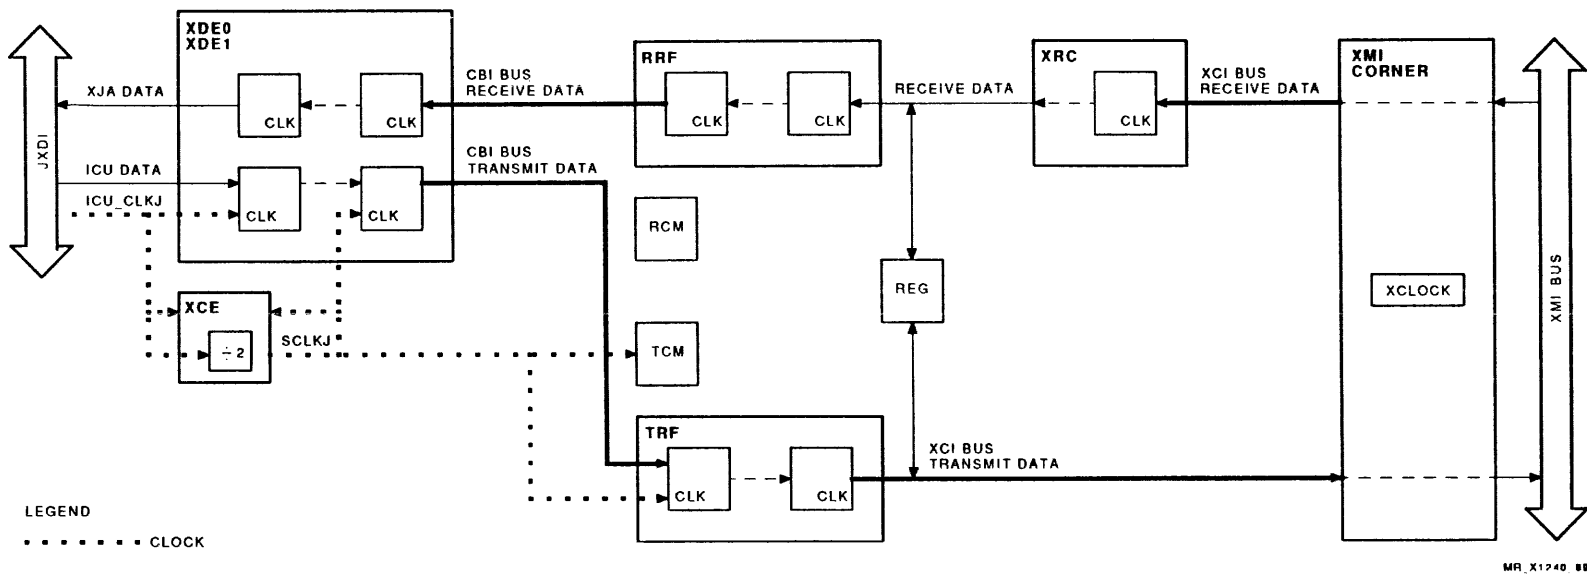 XDE0
XDE1
RRF
XRC
XMI
CORNER
CBI BUS
RECEIVE DATA
XCI BUS
RECEIVE DATA
XJA DATA
RECEIVE DATA
CLK
CLK
CLK
CLK
CLK
JXDI
CBI BUS
TRANSMIT DATA
ICU DATA
ICU_CLKJ
CLK
CLK
RCM
REG
XCLOCK
XMI BUS
XCE
SCLKJ
÷2
TCM
TRF
XCI BUS
TRANSMIT DATA
CLK
CLK
LEGEND
CLOCK
MR_X1240_89